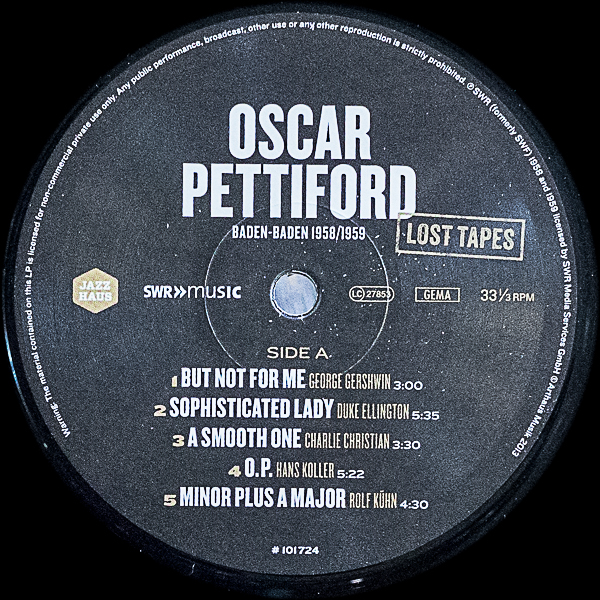 Warning: The material contained on this LP is licensed for non-commercial private use only. Any public performance, broadcast, other use or any other reproduction is strictly prohibited. ℗ SWR (formerly SWF) 1958 and 1959 licensed by SWR Media Services GmbH © Arthaus Musik 2013
OSCAR
PETTIFORD
BADEN-BADEN 1958/1959
LOST TAPES
JAZZ
HAUS
SWR»music
LC 27853
GEMA
33 1/3 RPM
SIDE A
1 BUT NOT FOR ME GEORGE GERSHWIN 3:00
2 SOPHISTICATED LADY DUKE ELLINGTON 5:35
3 A SMOOTH ONE CHARLIE CHRISTIAN 3:30
4 O.P. HANS KOLLER 5:22
5 MINOR PLUS A MAJOR ROLF KÜHN 4:30
# 101724